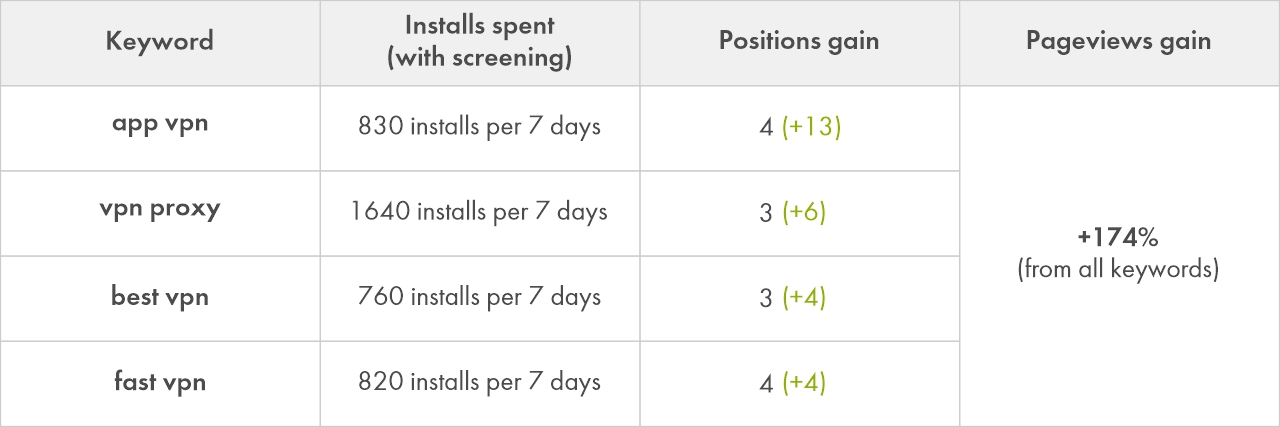 Keyword
Installs spent
(with screening)
Positions gain
Pageviews gain
app vpn
830 installs per 7 days
4 (+13)
vpn proxy
1640 installs per 7 days
3 (+6)
best vpn
760 installs per 7 days
3 (+4)
fast vpn
820 installs per 7 days
4 (+4)
+174%
(from all keywords)